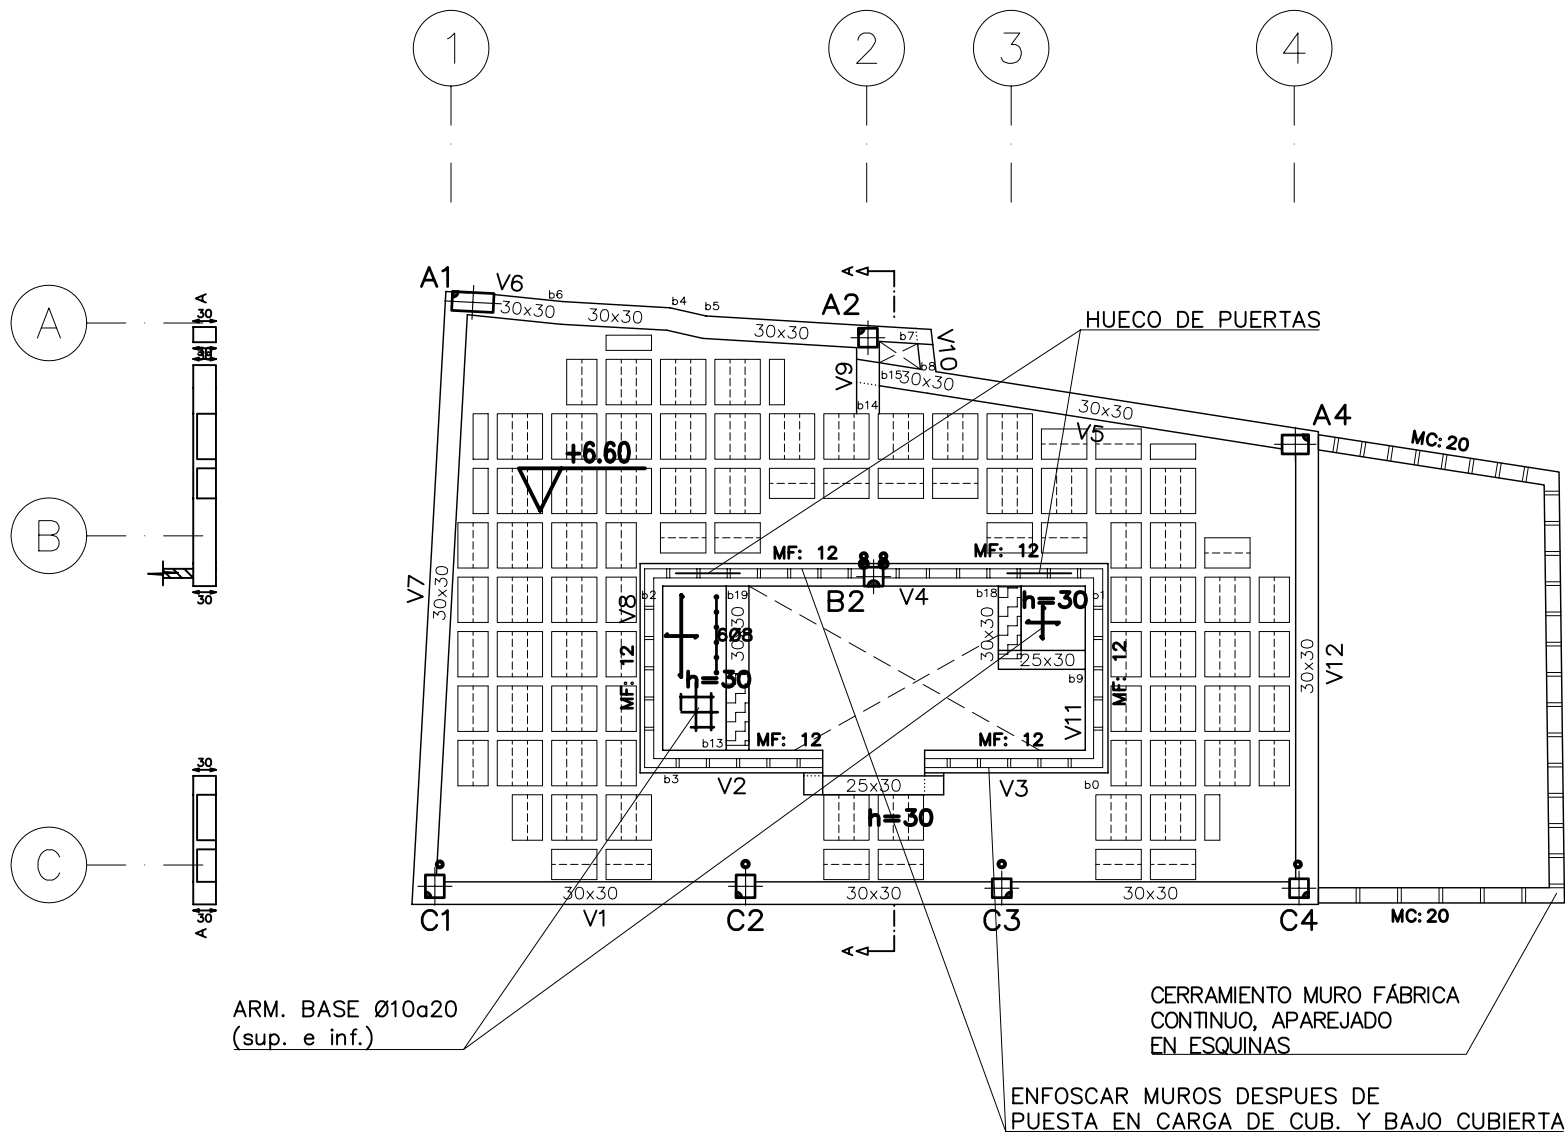 1
2
3
4
A
B
C
A
30
30
30
30
A
A1
V6
b6
b4
b5
30x30
30x30
30x30
A2
A
HUECO DE PUERTAS
b7
V10
b8
V9
b15
30x30
b14
30x30
V5
A4
MC: 20
+6.60
V7
30x30
MF: 12
MF: 12
B2
V4
b2
b19
b18
b1
V8
h=30
6Ø8
30x30
30x30
25x30
b9
MF: 12
h=30
MF: 12
V11
30x30
V12
b13
MF: 12
MF: 12
b3
V2
25x30
V3
b0
h=30
30x30
30x30
30x30
C1
V1
C2
C3
C4
MC: 20
A
ARM. BASE Ø10a20
(sup. e inf.)
CERRAMIENTO MURO FÁBRICA
CONTINUO, APAREJADO
EN ESQUINAS
ENFOSCAR MUROS DESPUES DE
PUESTA EN CARGA DE CUB. Y BAJO CUBIERTA